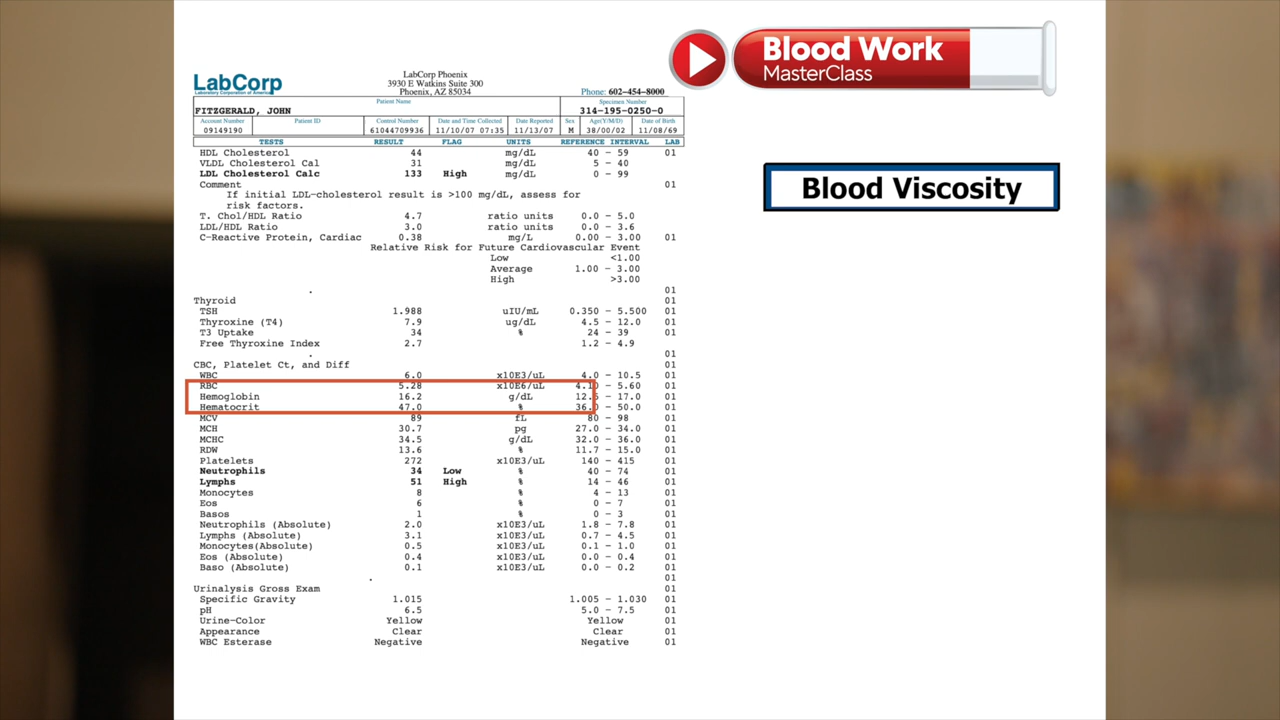 Blood Work
MasterClass
LabCorp
Laboratory Corporation of America
LabCorp Phoenix
3930 E Watkins Suite 300
Phoenix, AZ 85034
Phone: 602-454-8000
Patient Name Specimen Number
FITZGERALD, JOHN 314-195-0250-0
Account Number Patient ID Control Number Date and Time Collected Date Reported Sex Age(Y/M/D) Date of Birth
09149190 61044709936 11/10/07 07:35 11/13/07 M 38/00/02 11/08/69
TESTS RESULT FLAG UNITS REFERENCE INTERVAL LAB
HDL Cholesterol 44 mg/dL 40 - 59 01
VLDL Cholesterol Cal 31 mg/dL 5 - 40
LDL Cholesterol Calc 133 High mg/dL 0 - 99
Comment 01
If initial LDL-cholesterol result is >100 mg/dL, assess for
risk factors.
T. Chol/HDL Ratio 4.7 ratio units 0.0 - 5.0
LDL/HDL Ratio 3.0 ratio units 0.0 - 3.6
C-Reactive Protein, Cardiac 0.38 mg/L 0.00 - 3.00 01
Relative Risk for Future Cardiovascular Event
Low <1.00
Average 1.00 - 3.00
High >3.00
. 01
Thyroid 01
TSH 1.988 uIU/mL 0.350 - 5.500 01
Thyroxine (T4) 7.9 ug/dL 4.5 - 12.0 01
T3 Uptake 34 % 24 - 39 01
Free Thyroxine Index 2.7 1.2 - 4.9
. 01
CBC, Platelet Ct, and Diff 01
WBC 6.0 x10E3/uL 4.0 - 10.5 01
RBC 5.28 x10E6/uL 4.10 - 5.60 01
Hemoglobin 16.2 g/dL 12.5 - 17.0 01
Hematocrit 47.0 % 36.0 - 50.0 01
MCV 89 fL 80 - 98 01
MCH 30.7 pg 27.0 - 34.0 01
MCHC 34.5 g/dL 32.0 - 36.0 01
RDW 13.6 % 11.7 - 15.0 01
Platelets 272 x10E3/uL 140 - 415 01
Neutrophils 34 Low % 40 - 74 01
Lymphs 51 High % 14 - 46 01
Monocytes 8 % 4 - 13 01
Eos 6 % 0 - 7 01
Basos 1 % 0 - 3 01
Neutrophils (Absolute) 2.0 x10E3/uL 1.8 - 7.8 01
Lymphs (Absolute) 3.1 x10E3/uL 0.7 - 4.5 01
Monocytes(Absolute) 0.5 x10E3/uL 0.1 - 1.0 01
Eos (Absolute) 0.4 x10E3/uL 0.0 - 0.4 01
Baso (Absolute) 0.1 x10E3/uL 0.0 - 0.2 01
. 01
Urinalysis Gross Exam 01
Specific Gravity 1.015 1.005 - 1.030 01
pH 6.5 5.0 - 7.5 01
Urine-Color Yellow Yellow 01
Appearance Clear Clear 01
WBC Esterase Negative Negative 01
Blood Viscosity